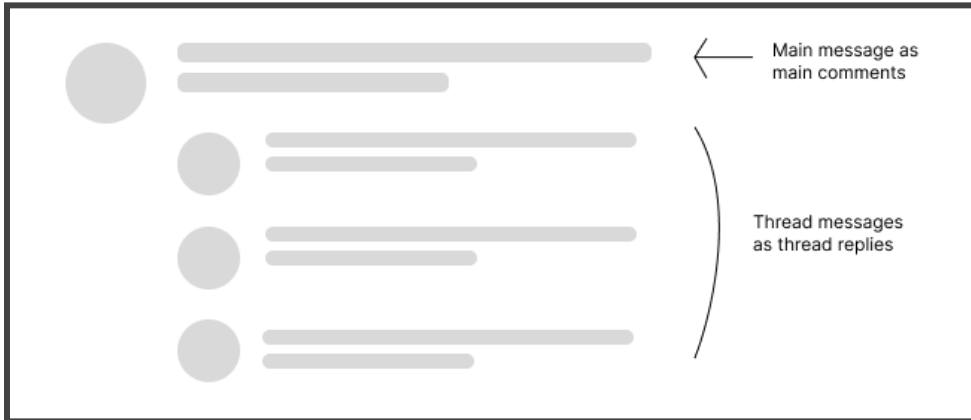 Main message as
main comments
Thread messages
as thread replies